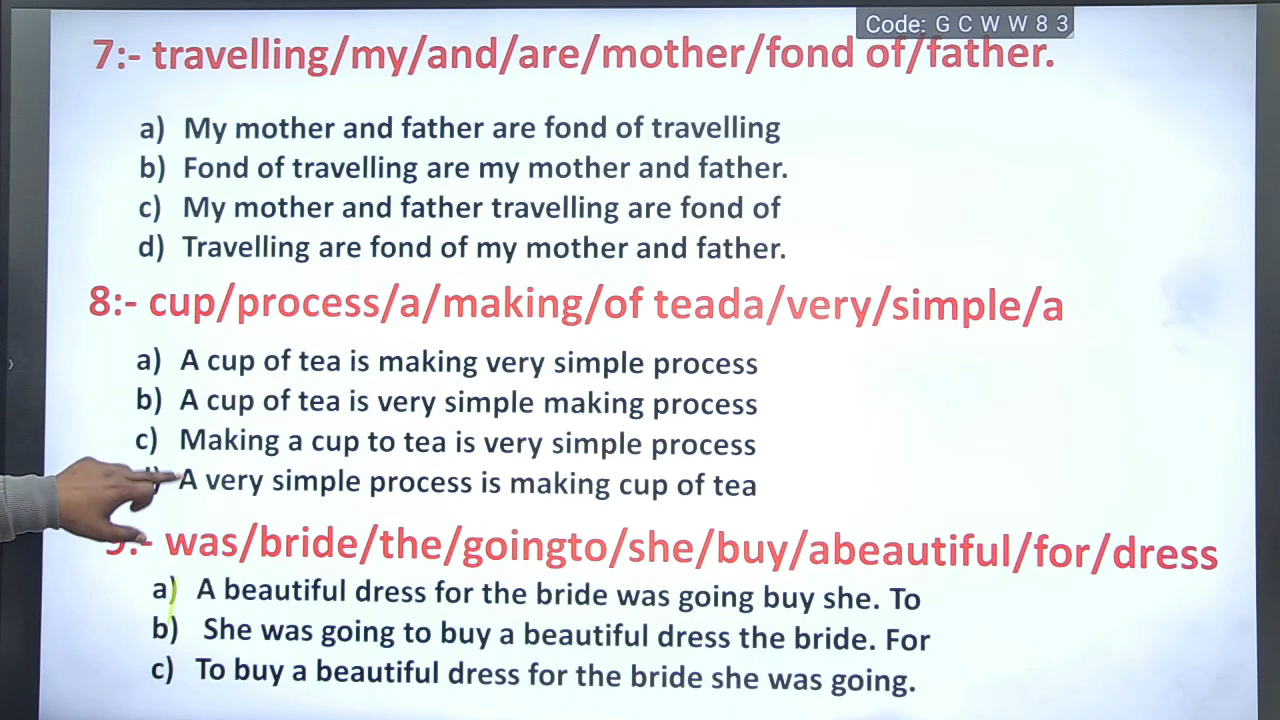 Code: G C W W 8 3
7:- travelling/my/and/are/mother/fond of/father.
a) My mother and father are fond of travelling
b) Fond of travelling are my mother and father.
c) My mother and father travelling are fond of
d) Travelling are fond of my mother and father.
8:- cup/process/a/making/of teada/very/simple/a
a) A cup of tea is making very simple process
b) A cup of tea is very simple making process
c) Making a cup to tea is very simple process
A very simple process is making cup of tea
was/bride/the/goingto/she/buy/abeautiful/for/dress
a) A beautiful dress for the bride was going buy she. To
b) She was going to buy a beautiful dress the bride. For
c) To buy a beautiful dress for the bride she was going.